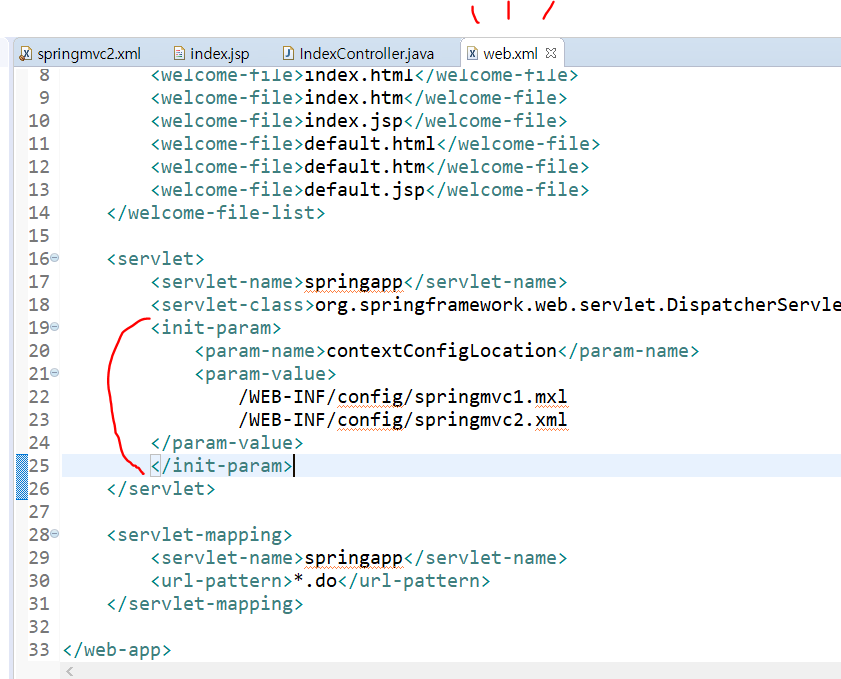 springmvc2.xml index.jsp IndexController.java web.xml
8 <welcome-file>index.html</welcome-file>
9 <welcome-file>index.htm</welcome-file>
10 <welcome-file>index.jsp</welcome-file>
11 <welcome-file>default.html</welcome-file>
12 <welcome-file>default.htm</welcome-file>
13 <welcome-file>default.jsp</welcome-file>
14 </welcome-file-list>
15
16 <servlet>
17 <servlet-name>springapp</servlet-name>
18 <servlet-class>org.springframework.web.servlet.DispatcherServle
19 <init-param>
20 <param-name>contextConfigLocation</param-name>
21 <param-value>
22 /WEB-INF/config/springmvc1.mxl
23 /WEB-INF/config/springmvc2.xml
24 </param-value>
25 </init-param>
26 </servlet>
27
28 <servlet-mapping>
29 <servlet-name>springapp</servlet-name>
30 <url-pattern>*.do</url-pattern>
31 </servlet-mapping>
32
33 </web-app>